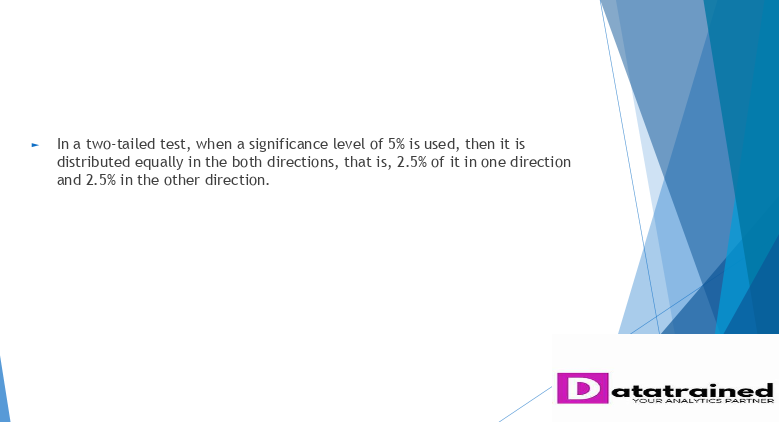 In a two-tailed test, when a significance level of 5% is used, then it is
distributed equally in the both directions, that is, 2.5% of it in one direction
and 2.5% in the other direction.
Datatrained
YOUR ANALYTICS PARTNER